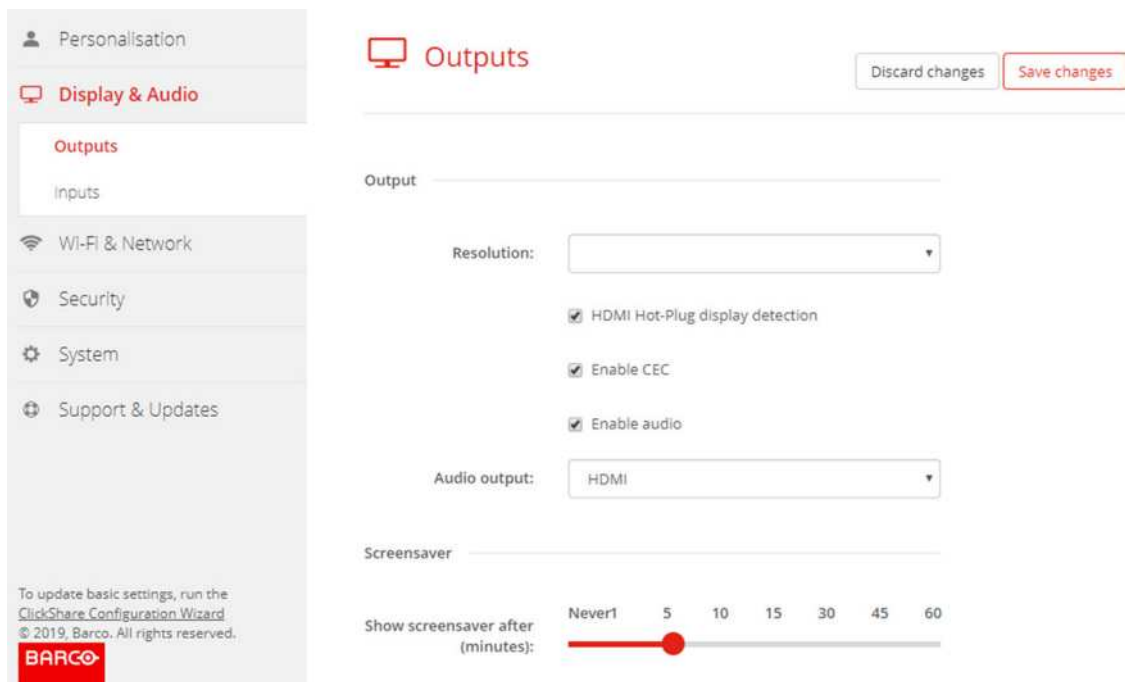 Personalisation
Display & Audio
Outputs
Inputs
Wi-Fi & Network
Security
System
Support & Updates
To update basic settings, run the
ClickShare Configuration Wizard
© 2019, Barco. All rights reserved.
BARCO
Outputs
Discard changes
Save changes
Output
Resolution:
HDMI Hot-Plug display detection
Enable CEC
Enable audio
Audio output:
HDMI
Screensaver
Never1 5 10 15 30 45 60
Show screensaver after
(minutes):